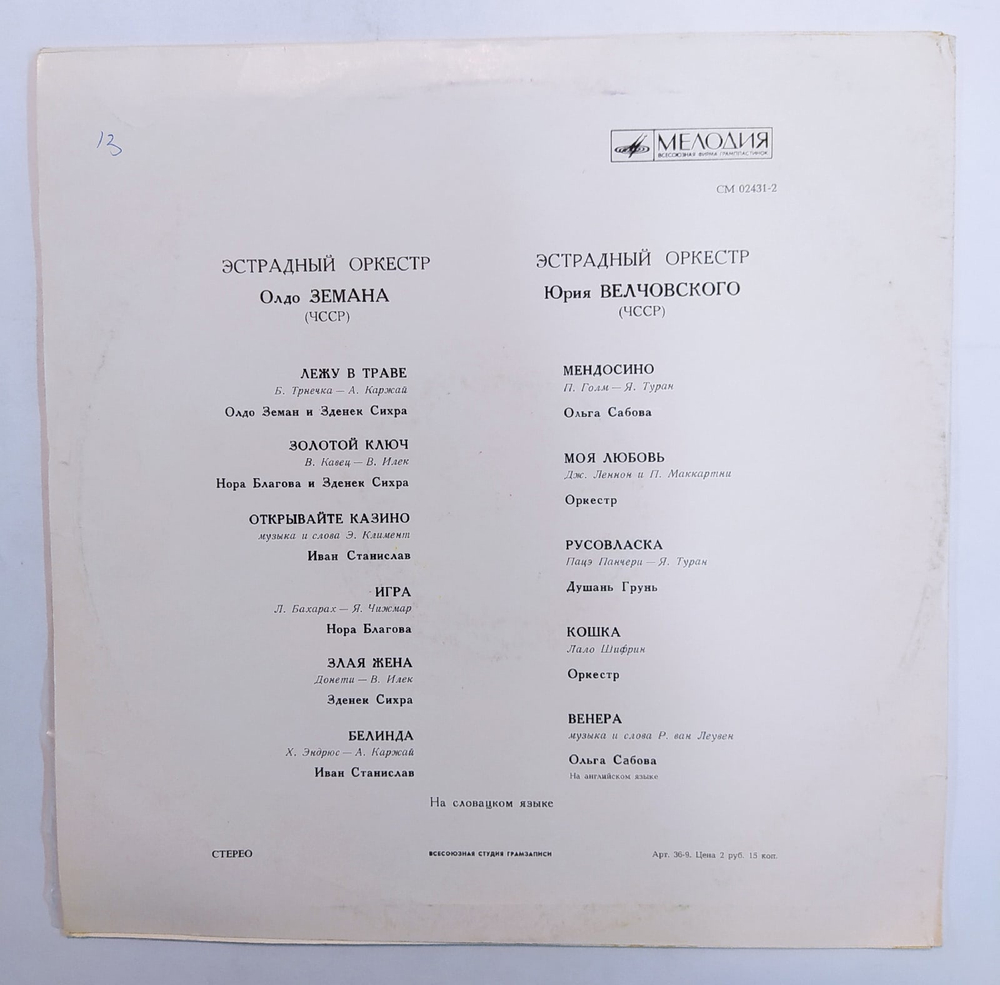 13
МЕЛОДИЯ
ВСЕСОЮЗНАЯ ФИРМА ГРАМПЛАСТИНОК
СМ 02431-2
ЭСТРАДНЫЙ ОРКЕСТР
Олдо ЗЕМАНА
(ЧССР)
ЛЕЖУ В ТРАВЕ
Б. Трнечка — А. Каржай
Олдо Земан и Зденек Сихра
ЗОЛОТОЙ КЛЮЧ
В. Кавец — В. Илек
Нора Благова и Зденек Сихра
ОТКРЫВАЙТЕ КАЗИНО
музыка и слова Э. Климент
Иван Станислав
ИГРА
Л. Бахарах — Я. Чижмар
Нора Благова
ЗЛАЯ ЖЕНА
Донети — В. Илек
Зденек Сихра
БЕЛИНДА
Х. Эндрюс — А. Каржай
Иван Станислав
ЭСТРАДНЫЙ ОРКЕСТР
Юрия ВЕЛЧОВСКОГО
(ЧССР)
МЕНДОСИНО
П. Голм — Я. Туран
Ольга Сабова
МОЯ ЛЮБОВЬ
Дж. Леннон и П. Маккартни
Оркестр
РУСОВЛАСКА
Пацэ Панчери — Я. Туран
Душань Грунь
КОШКА
Лало Шифрин
Оркестр
ВЕНЕРА
музыка и слова Р. ван Леувен
Ольга Сабова
На английском языке
На словацком языке
СТЕРЕО
ВСЕСОЮЗНАЯ СТУДИЯ ГРАМЗАПИСИ
Арт. 36-9. Цена 2 руб. 15 коп.